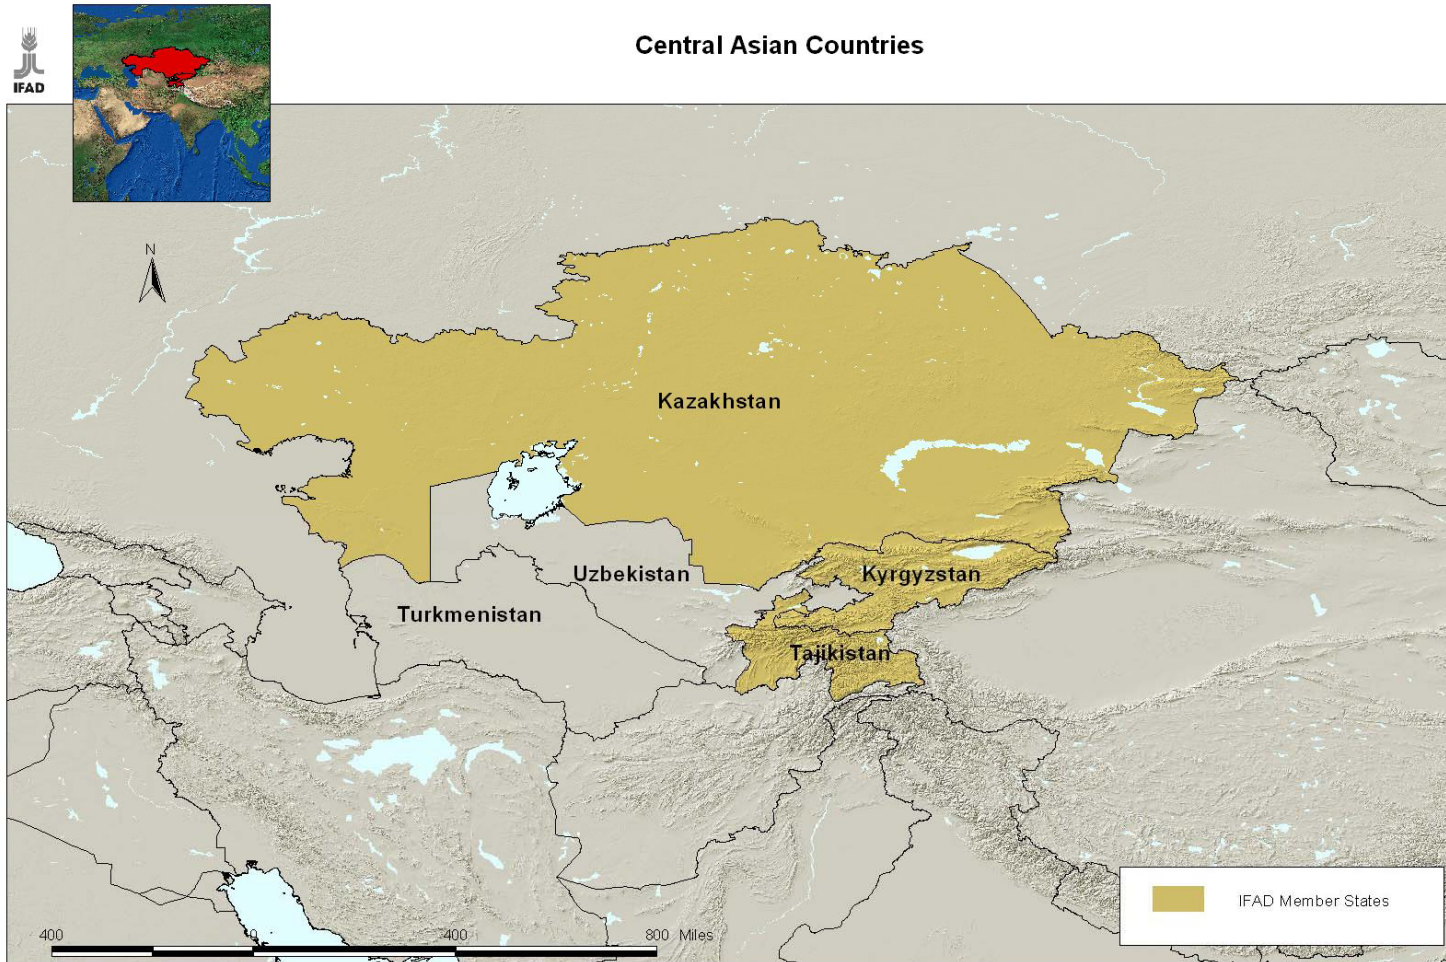 Central Asian Countries
IFAD
N
Kazakhstan
Uzbekistan
Kyrgyzstan
Turkmenistan
Tajikistan
IFAD Member States
400 0 400 800 Miles